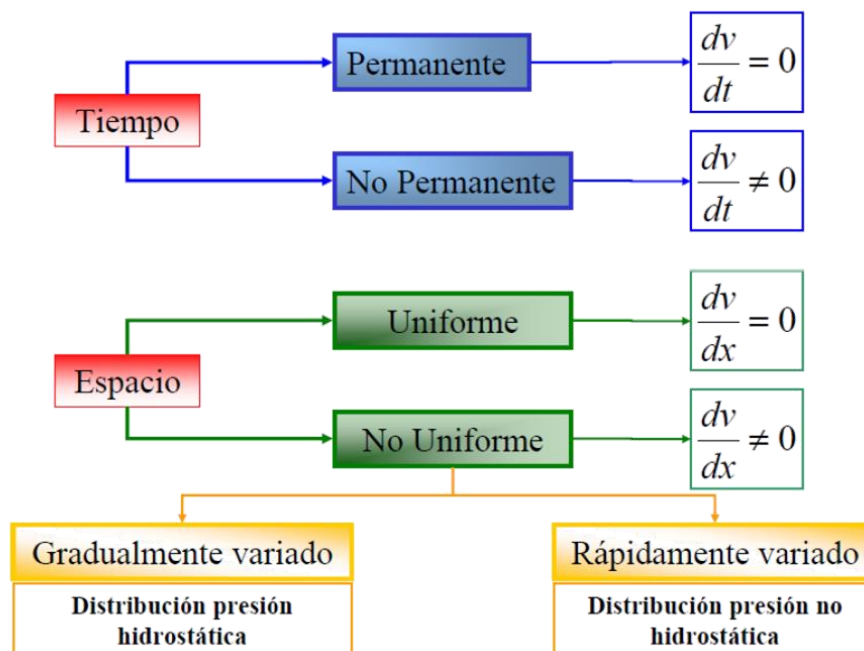 Permanente
dv/dt = 0
Tiempo
No Permanente
dv/dt ≠ 0
Uniforme
dv/dx = 0
Espacio
No Uniforme
dv/dx ≠ 0
Gradualmente variado
Rápidamente variado
Distribución presión
hidrostática
Distribución presión no
hidrostática